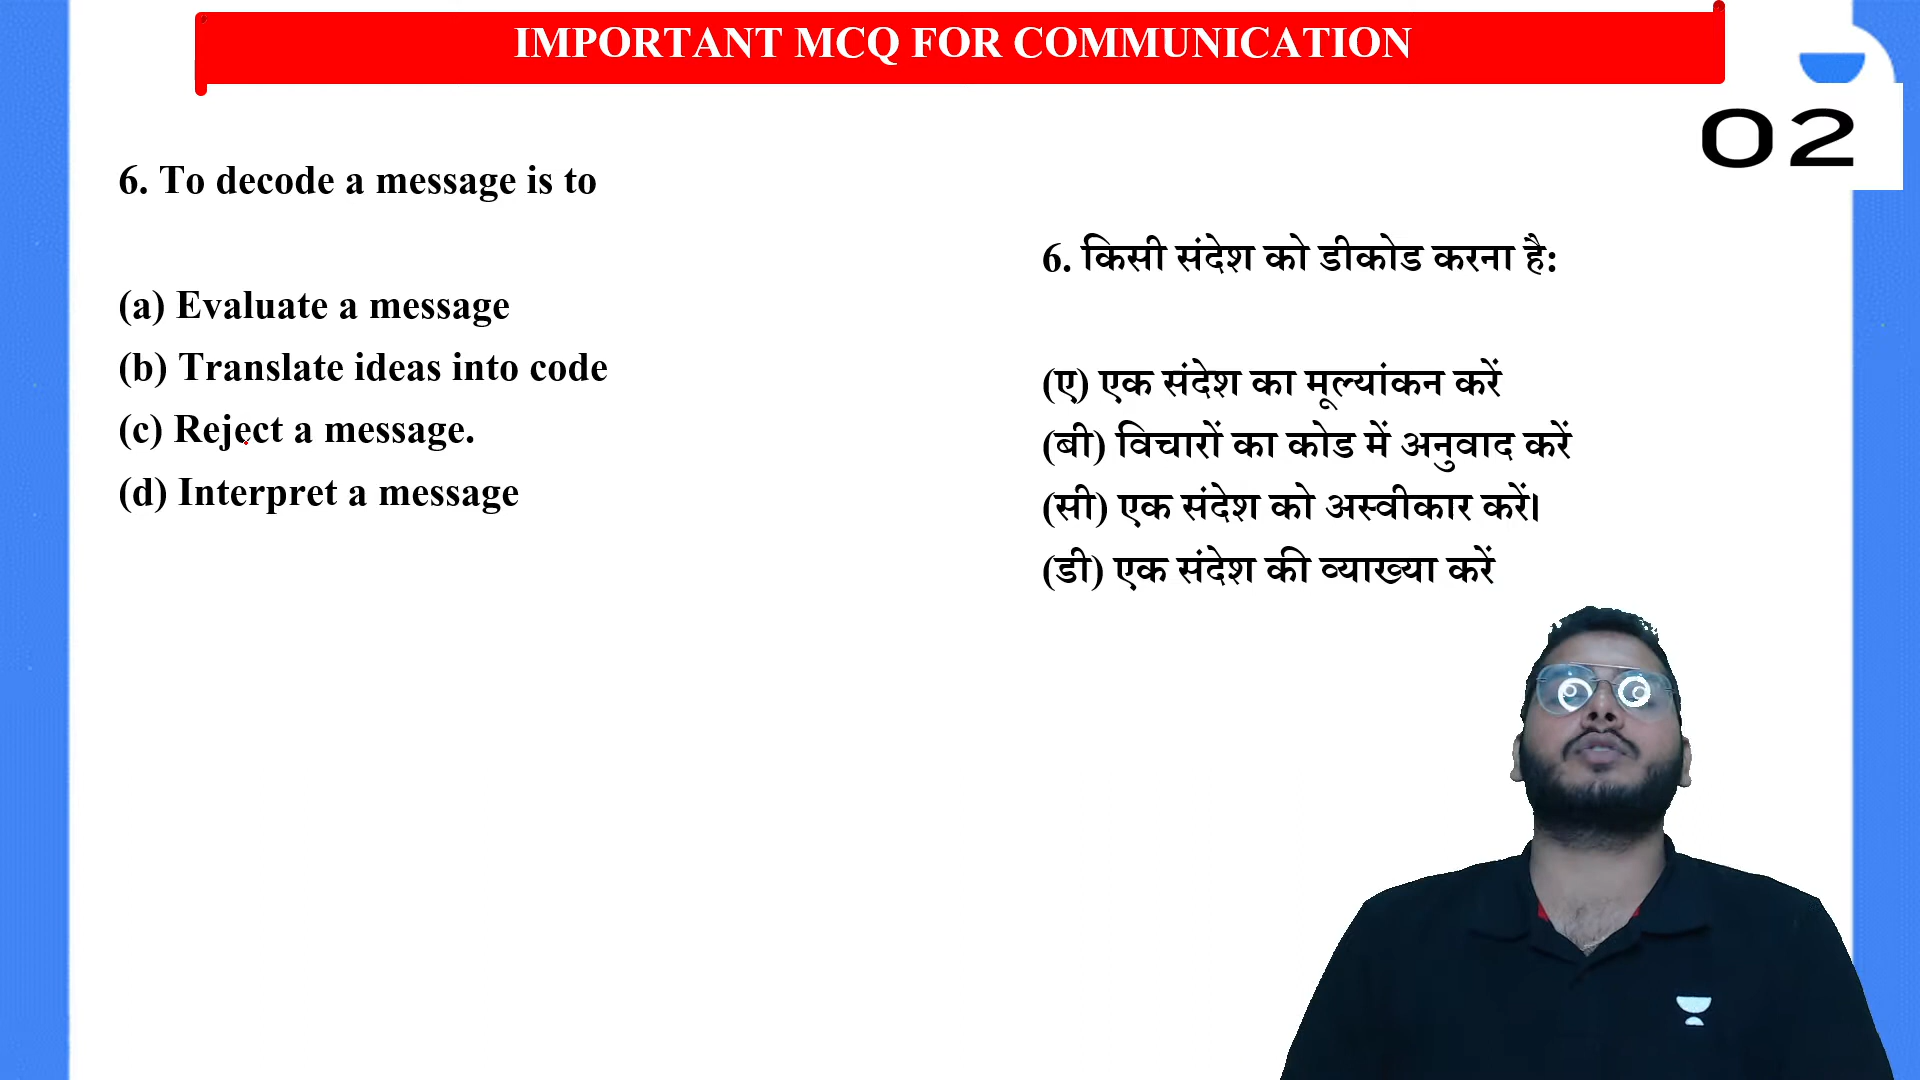 IMPORTANT MCQ FOR COMMUNICATION
02
6. To decode a message is to
(a) Evaluate a message
(b) Translate ideas into code
(c) Reject a message.
(d) Interpret a message
6. किसी संदेश को डीकोड करना है:
(ए) एक संदेश का मूल्यांकन करें
(बी) विचारों का कोड में अनुवाद करें
(सी) एक संदेश को अस्वीकार करें।
(डी) एक संदेश की व्याख्या करें